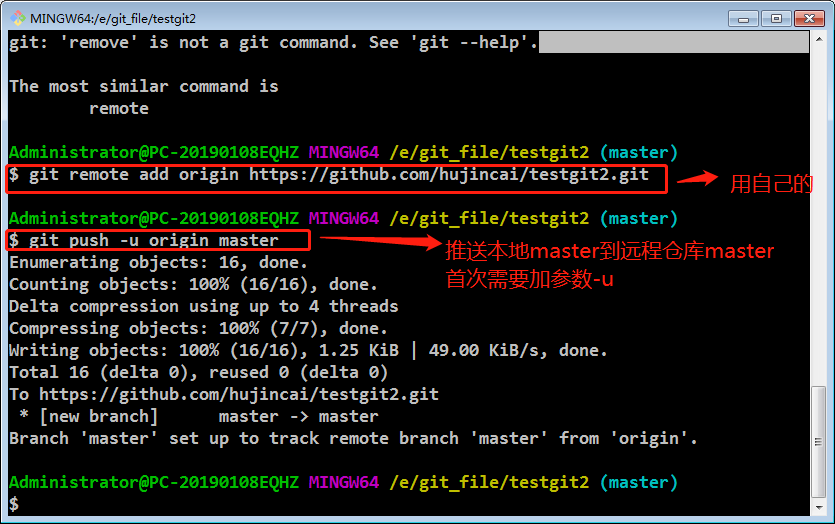 MINGW64:/e/git_file/testgit2
git: 'remove' is not a git command. See 'git --help'.
The most similar command is
remote
Administrator@PC-20190108EQHZ MINGW64 /e/git_file/testgit2 (master)
$ git remote add origin https://github.com/hujincai/testgit2.git
用自己的
Administrator@PC-20190108EQHZ MINGW64 /e/git_file/testgit2 (master)
$ git push -u origin master
推送本地master到远程仓库master
首次需要加参数-u
Enumerating objects: 16, done.
Counting objects: 100% (16/16), done.
Delta compression using up to 4 threads
Compressing objects: 100% (7/7), done.
Writing objects: 100% (16/16), 1.25 KiB | 49.00 KiB/s, done.
Total 16 (delta 0), reused 0 (delta 0)
To https://github.com/hujincai/testgit2.git
* [new branch]      master -> master
Branch 'master' set up to track remote branch 'master' from 'origin'.
Administrator@PC-20190108EQHZ MINGW64 /e/git_file/testgit2 (master)
$